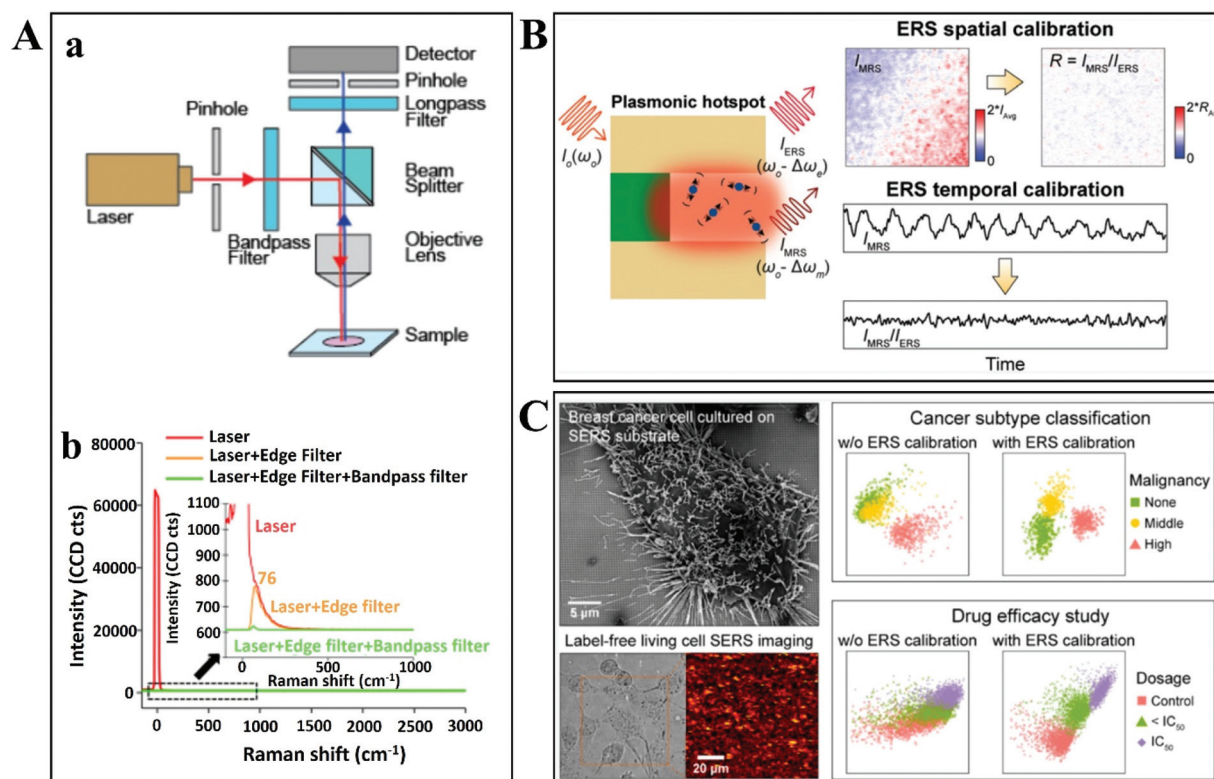 A
a
Detector
Pinhole
Longpass
Filter
Pinhole
Beam
Splitter
Laser
Bandpass
Filter
Objective
Lens
Sample
b
Laser
Laser+Edge Filter
Laser+Edge Filter+Bandpass filter
80000
60000
40000
20000
0
Intensity (CCD cts)
0
500
1000
1500
2000
2500
3000
Raman shift (cm-1)
1100
1000
900
800
700
600
Intensity (CCD cts)
Laser
76
Laser+Edge filter
Laser+Edge filter+Bandpass filter
0
500
1000
Raman shift (cm-1)
B
Plasmonic hotspot
Io(ωo)
IERS
(ωo- Δωe)
IMRS
(ωo- Δωm)
ERS spatial calibration
IMRS
2*IAvg
0
R = IMRS/IERS
0
ERS temporal calibration
IMRS
IMRS/IERS
Time
C
Breast cancer cell cultured on
SERS substrate
5 μm
Label-free living cell SERS imaging
20 μm
Cancer subtype classification
w/o ERS calibration
with ERS calibration
Malignancy
None
Middle
High
Drug efficacy study
w/o ERS calibration
with ERS calibration
Dosage
Control
< IC50
IC50